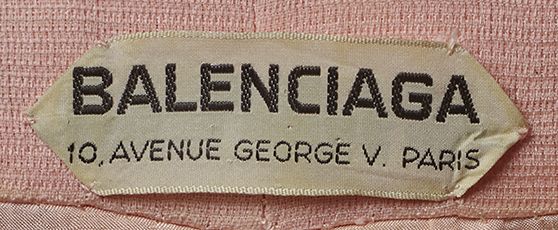 BALENCIAGA
10, AVENUE GEORGE V. PARIS